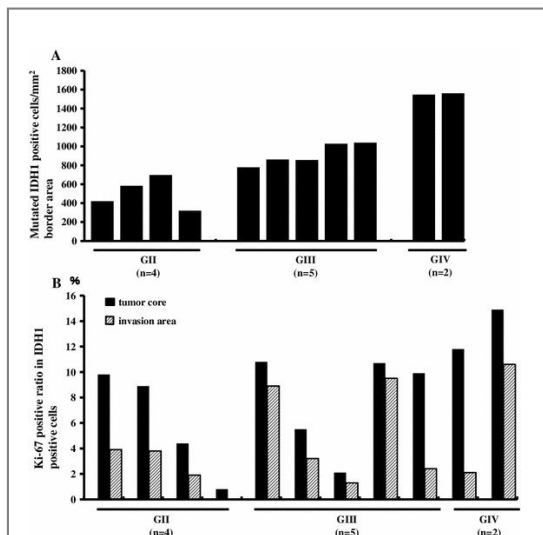 A
Mutated IDH1 positive cells/mm²
border area
1800
1600
1400
1200
1000
800
600
400
200
0
GII
(n=4)
GIII
(n=5)
GIV
(n=2)
B
%
Ki-67 positive ratio in IDH1
positive cells
16
14
12
10
8
6
4
2
0
tumor core
invasion area
GII
(n=4)
GIII
(n=5)
GIV
(n=2)